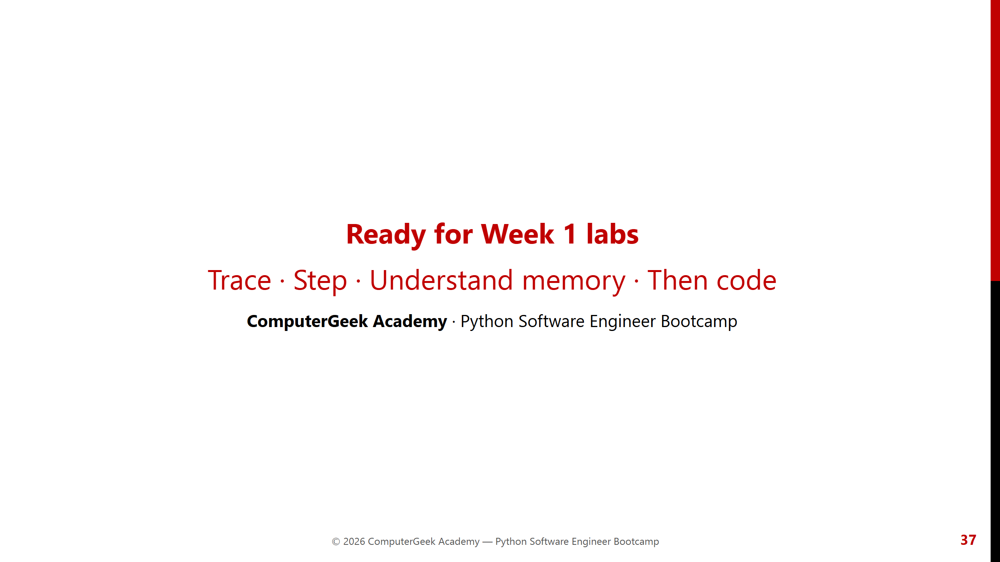 Ready for Week 1 labs
Trace · Step · Understand memory · Then code
ComputerGeek Academy · Python Software Engineer Bootcamp
© 2026 ComputerGeek Academy — Python Software Engineer Bootcamp
37